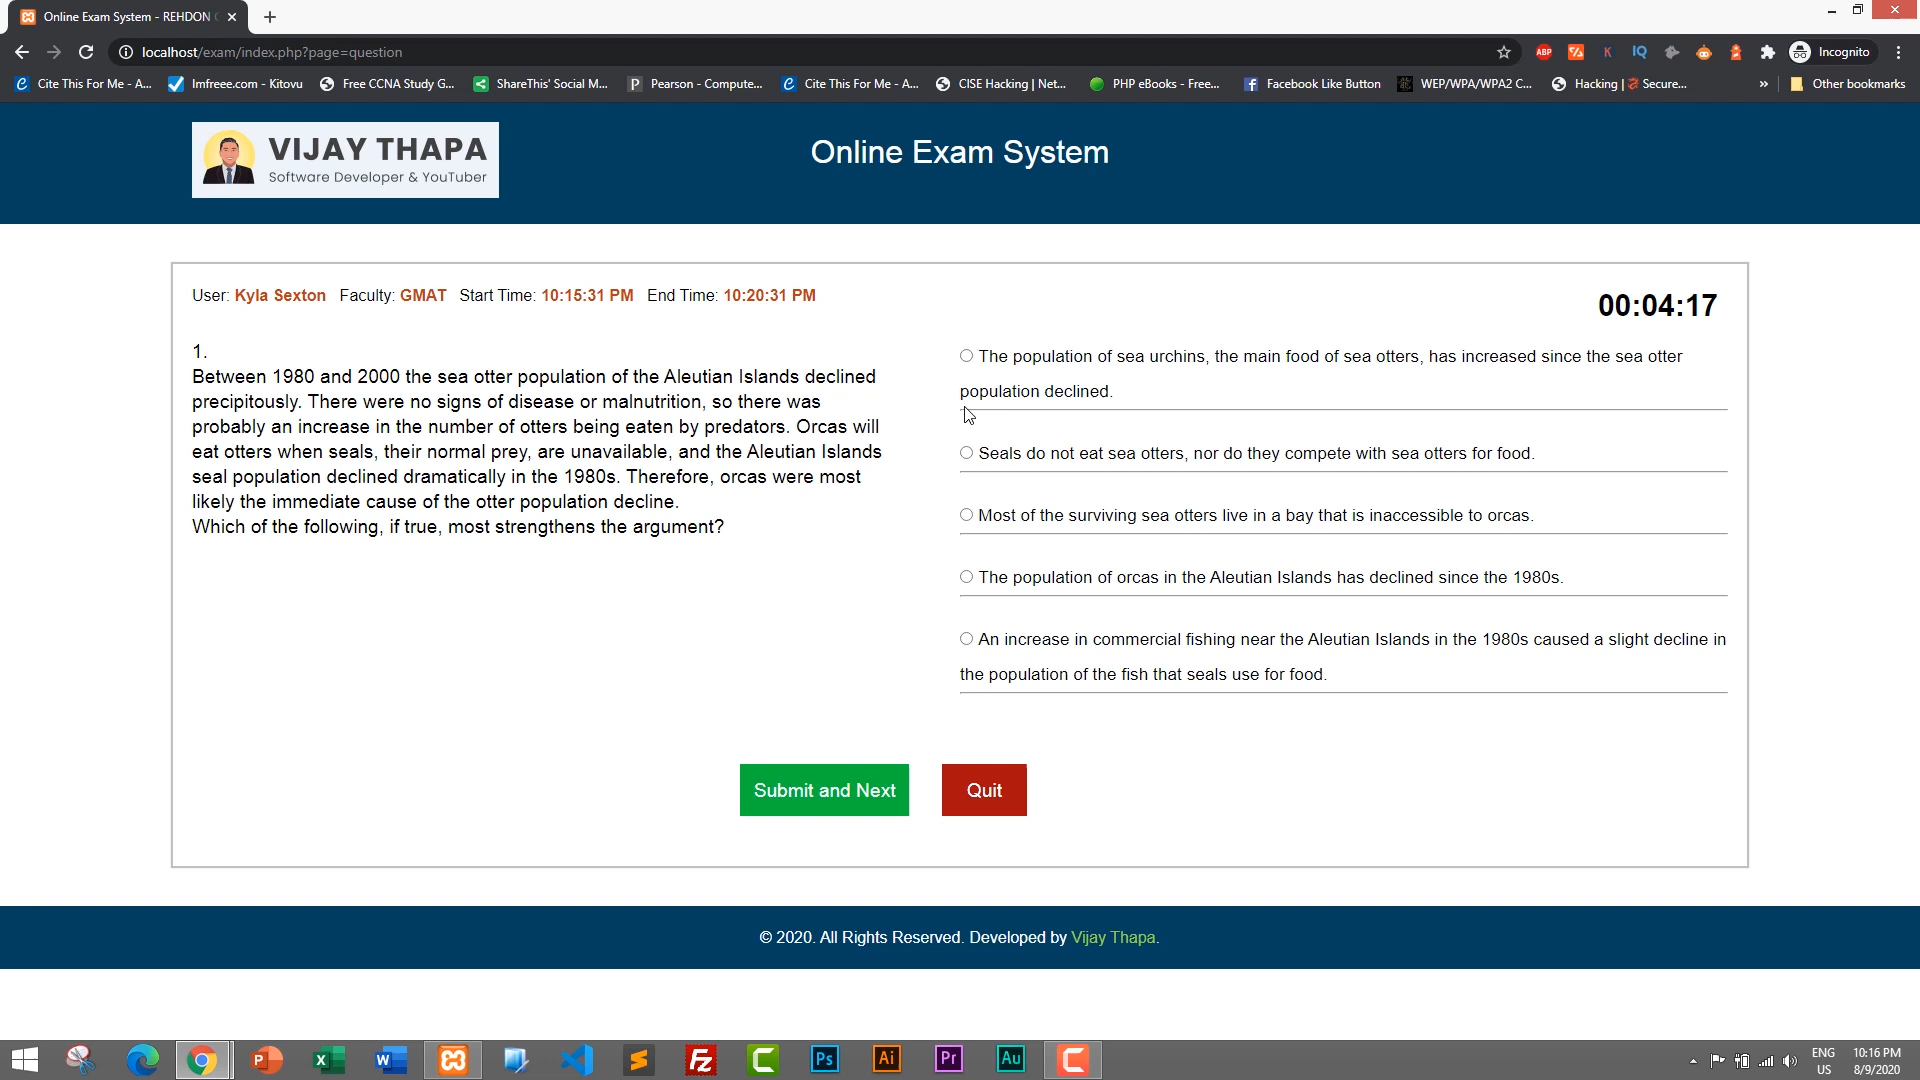 Online Exam System - REHDON
localhost/exam/index.php?page=question
ABP
K
IQ
Incognito
Cite This For Me - A...
Imfreee.com - Kitovu
Free CCNA Study G...
ShareThis' Social M...
P
Pearson - Compute...
Cite This For Me - A...
CISE Hacking | Net...
PHP eBooks - Free...
Facebook Like Button
WEP/WPA/WPA2 C...
Hacking | Secure...
»
Other bookmarks
VIJAY THAPA
Software Developer & YouTuber
Online Exam System
User: Kyla Sexton Faculty: GMAT Start Time: 10:15:31 PM End Time: 10:20:31 PM
00:04:17
1.
Between 1980 and 2000 the sea otter population of the Aleutian Islands declined
precipitously. There were no signs of disease or malnutrition, so there was
probably an increase in the number of otters being eaten by predators. Orcas will
eat otters when seals, their normal prey, are unavailable, and the Aleutian Islands
seal population declined dramatically in the 1980s. Therefore, orcas were most
likely the immediate cause of the otter population decline.
Which of the following, if true, most strengthens the argument?
The population of sea urchins, the main food of sea otters, has increased since the sea otter
population declined.
Seals do not eat sea otters, nor do they compete with sea otters for food.
Most of the surviving sea otters live in a bay that is inaccessible to orcas.
The population of orcas in the Aleutian Islands has declined since the 1980s.
An increase in commercial fishing near the Aleutian Islands in the 1980s caused a slight decline in
the population of the fish that seals use for food.
Submit and Next
Quit
© 2020. All Rights Reserved. Developed by Vijay Thapa.
Ps
Ai
Pr
Au
ENG
US
10:16 PM
8/9/2020